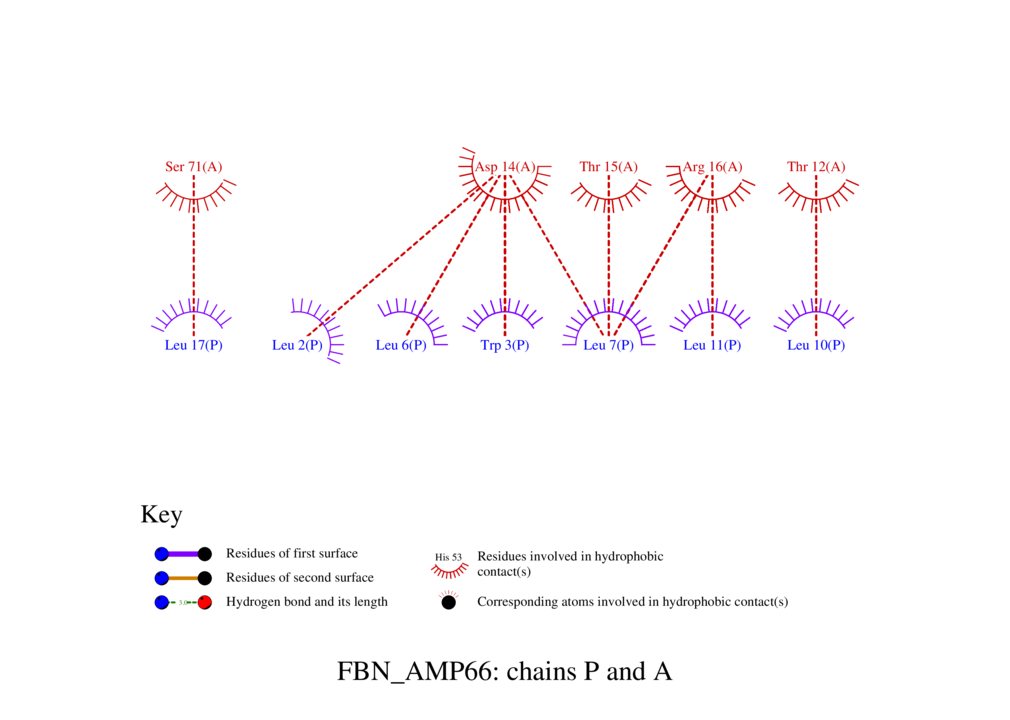 Ser 71(A) Asp 14(A) Thr 15(A) Arg 16(A) Thr 12(A)
Leu 17(P) Leu 2(P) Leu 6(P) Trp 3(P) Leu 7(P) Leu 11(P) Leu 10(P)
Key
Residues of first surface
Residues of second surface
3.0 Hydrogen bond and its length
His 53 Residues involved in hydrophobic
contact(s)
Corresponding atoms involved in hydrophobic contact(s)
FBN_AMP66: chains P and A